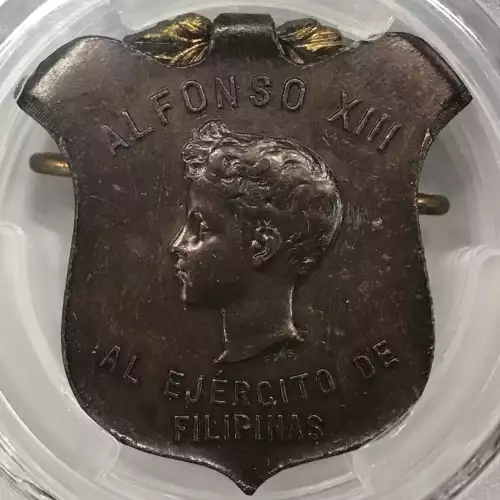 ALFONSO XIII
AL EJÉRCITO DE
FILIPINAS